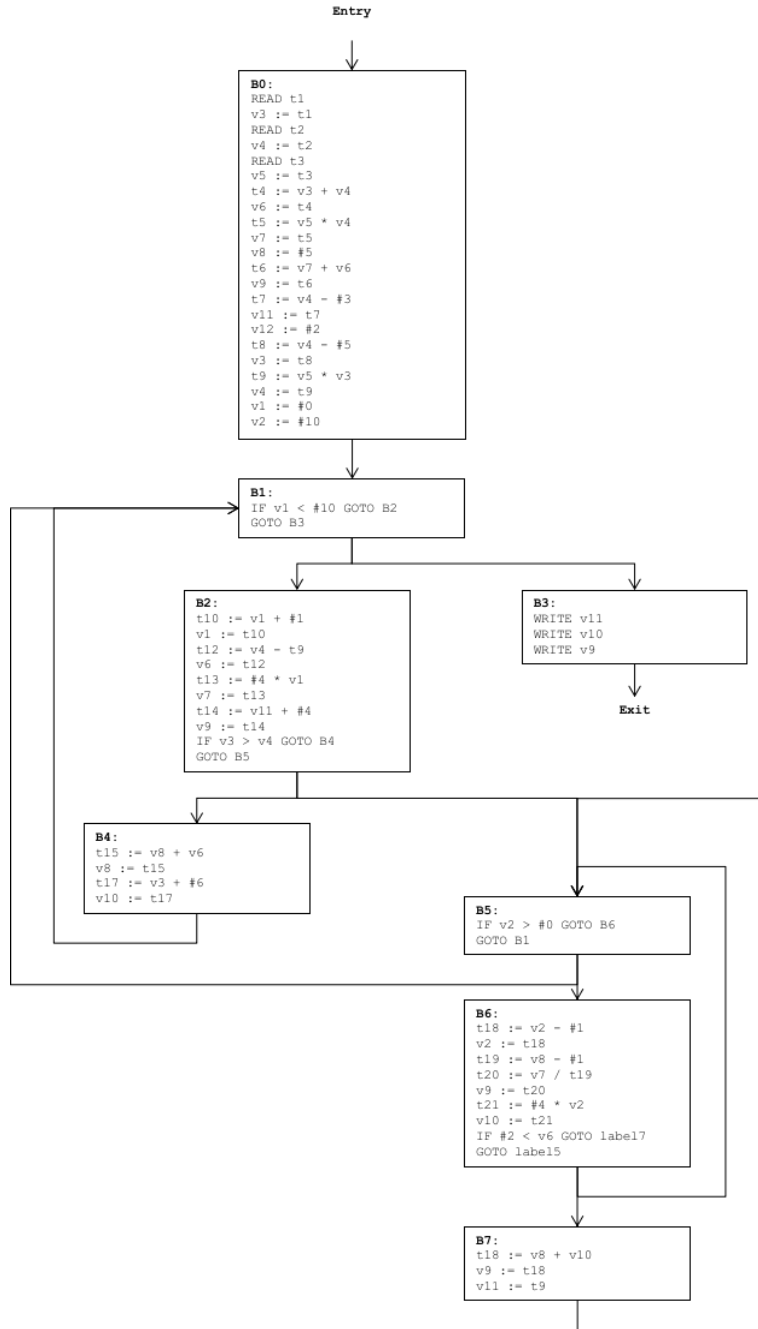 Entry
B0:
READ t1
v3 := t1
READ t2
v4 := t2
READ t3
v5 := t3
t4 := v3 + v4
v6 := t4
t5 := v5 * v4
v7 := t5
v8 := #5
t6 := v7 + v6
v9 := t6
t7 := v4 - #3
v11 := t7
v12 := #2
t8 := v4 - #5
v3 := t8
t9 := v5 * v3
v4 := t9
v1 := #0
v2 := #10
B1:
IF v1 < #10 GOTO B2
GOTO B3
B2:
t10 := v1 + #1
v1 := t10
t12 := v4 - t9
v6 := t12
t13 := #4 * v1
v7 := t13
t14 := v11 + #4
v9 := t14
IF v3 > v4 GOTO B4
GOTO B5
B3:
WRITE v11
WRITE v10
WRITE v9
Exit
B4:
t15 := v8 + v6
v8 := t15
t17 := v3 + #6
v10 := t17
B5:
IF v2 > #0 GOTO B6
GOTO B1
B6:
t18 := v2 - #1
v2 := t18
t19 := v8 - #1
t20 := v7 / t19
v9 := t20
t21 := #4 * v2
v10 := t21
IF #2 < v6 GOTO label7
GOTO label5
B7:
t18 := v8 + v10
v9 := t18
v11 := t9